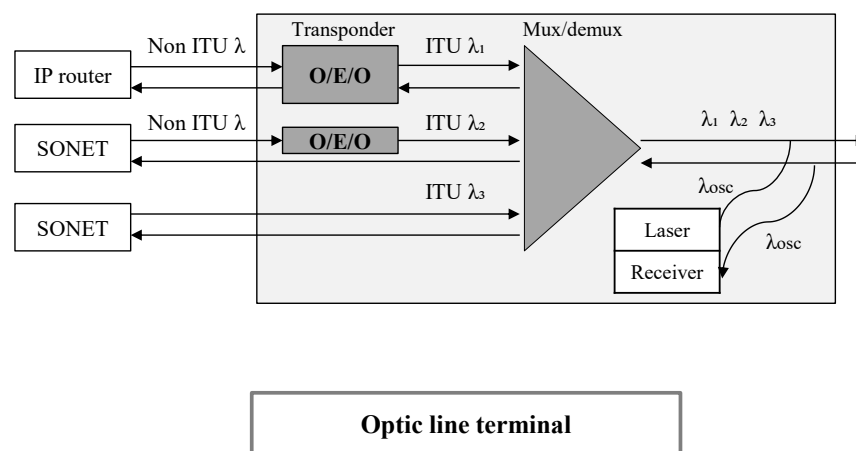 Transponder
Mux/demux
Non ITU λ
ITU λ₁
IP router
O/E/O
Non ITU λ
ITU λ₂
λ₁ λ₂ λ₃
SONET
O/E/O
ITU λ₃
λosc
SONET
Laser
λosc
Receiver
Optic line terminal